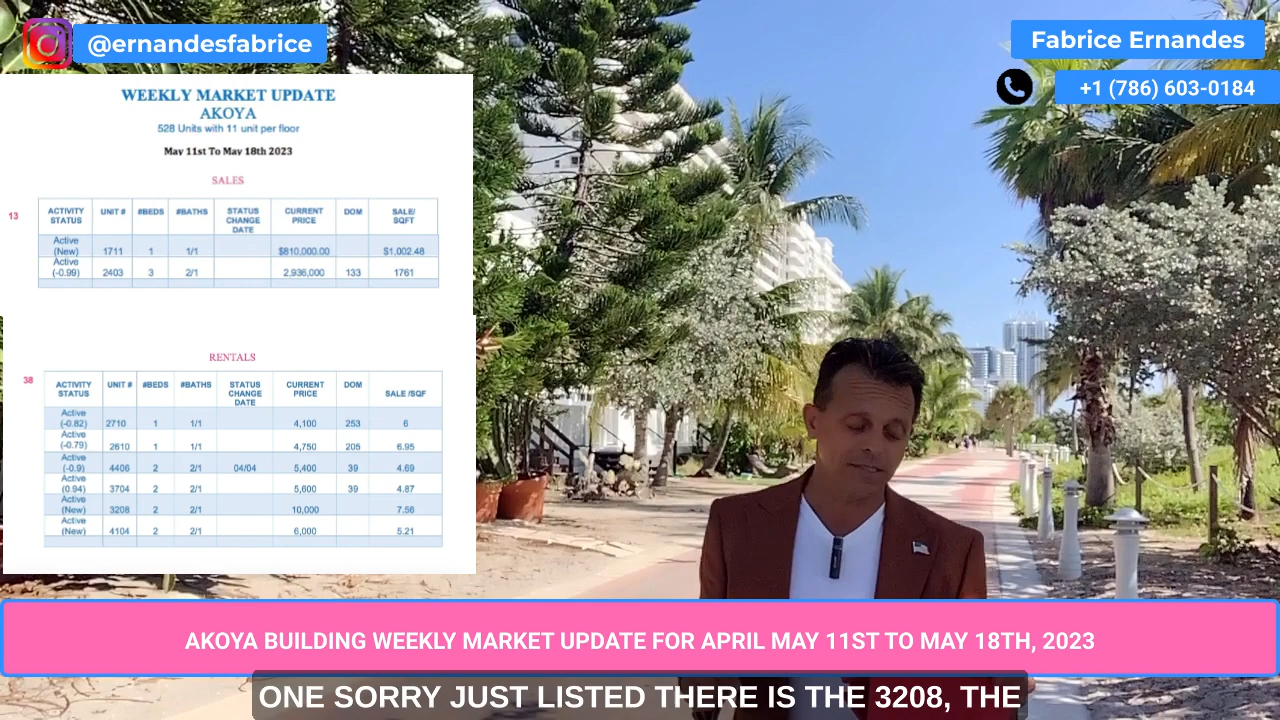 @ernandesfabrice
Fabrice Ernandes
+1 (786) 603-0184
WEEKLY MARKET UPDATE
AKOYA
528 Units with 11 unit per floor
May 11st To May 18th 2023
SALES
13
ACTIVITY STATUS UNIT # #BEDS #BATHS STATUS CHANGE DATE CURRENT PRICE DOM SALE/ SQFT
Active (New) 1711 1 1/1 $810,000.00 $1,002.48
Active (-0.99) 2403 3 2/1 2,936,000 133 1761
RENTALS
38
ACTIVITY STATUS UNIT # #BEDS #BATHS STATUS CHANGE DATE CURRENT PRICE DOM SALE /SQF
Active (-0.82) 2710 1 1/1 4,100 253 6
Active (-0.79) 2610 1 1/1 4,750 205 6.95
Active (-0.9) 4406 2 2/1 04/04 5,400 39 4.69
Active (0.94) 3704 2 2/1 5,600 39 4.87
Active (New) 3208 2 2/1 10,000 7.56
Active (New) 4104 2 2/1 6,000 5.21
AKOYA BUILDING WEEKLY MARKET UPDATE FOR APRIL MAY 11ST TO MAY 18TH, 2023
ONE SORRY JUST LISTED THERE IS THE 3208, THE